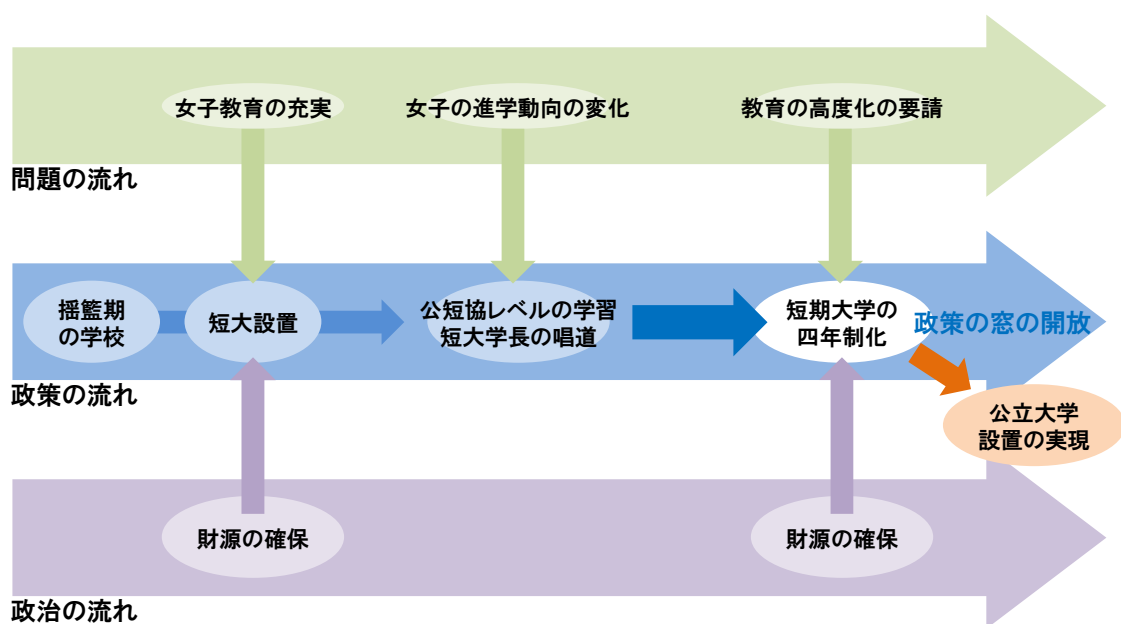 女子教育の充実
女子の進学動向の変化
教育の高度化の要請
問題の流れ
揺籃期
の学校
短大設置
公短協レベルの学習
短大学長の唱道
短期大学の
四年制化
政策の窓の開放
政策の流れ
公立大学
設置の実現
財源の確保
財源の確保
政治の流れ